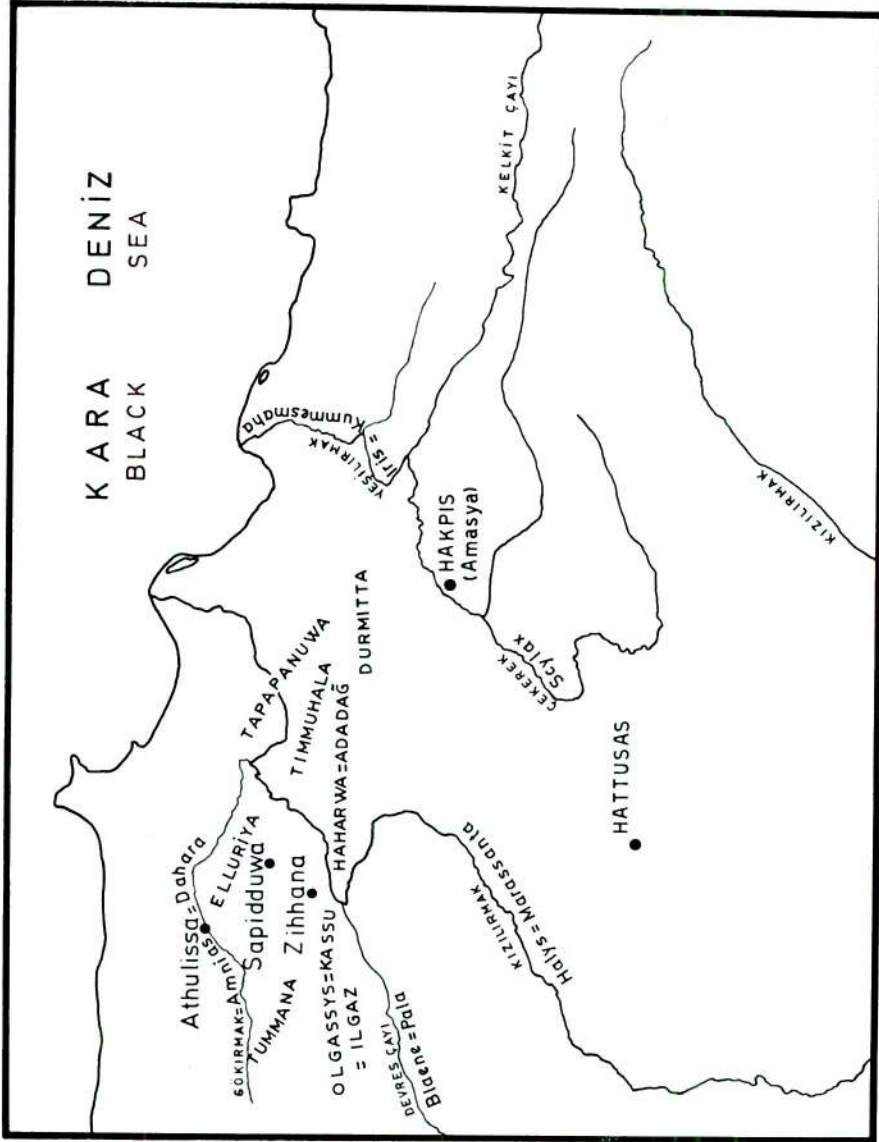 KARA DENİZ
BLACK SEA
KELKİT ÇAYI
YEŞİLIRMAK
Iris = Kummesmaha
HAKPIS
(Amasya)
KIZILIRMAK
ÇEKEREK
Scylax
DURMITTA
TAPAPANUWA
TIMMUHALA
HAHARWA=ADADAĞ
Athulissa=Dahara
GÖKIRMAK=Amnias
ELLURIYA
Sapidduwa
Zihhana
TUMMANA
OLGASSYS=KASSU
= ILGAZ
DEVRES ÇAYI
Blaene=Pala
KIZILIRMAK
Halys=Marassanta
HATTUSAS